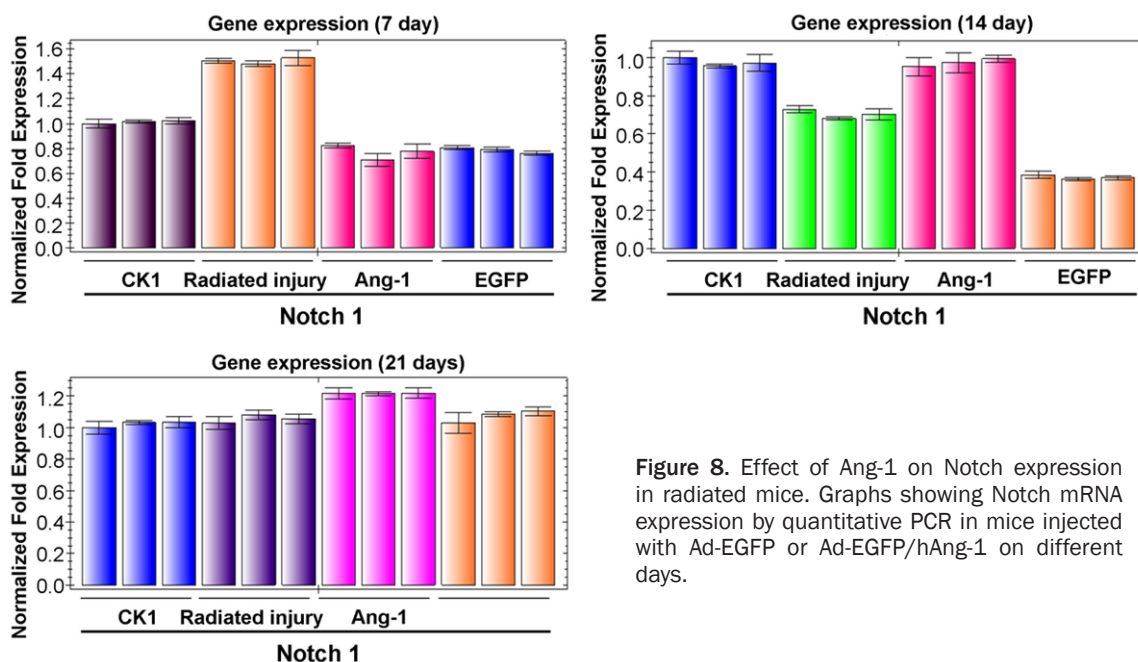 Gene expression (7 day)
Normalized Fold Expression
1.6
1.4
1.2
1.0
0.8
0.6
0.4
0.2
0.0
CK1 Radiated injury Ang-1 EGFP
Notch 1
Gene expression (14 day)
Normalized Fold Expression
1.0
0.8
0.6
0.4
0.2
0.0
CK1 Radiated injury Ang-1 EGFP
Notch 1
Gene expression (21 days)
Normalized Fold Expression
1.2
1.0
0.8
0.6
0.4
0.2
0.0
CK1 Radiated injury Ang-1
Notch 1
Figure 8. Effect of Ang-1 on Notch expression
in radiated mice. Graphs showing Notch mRNA
expression by quantitative PCR in mice injected
with Ad-EGFP or Ad-EGFP/hAng-1 on different
days.